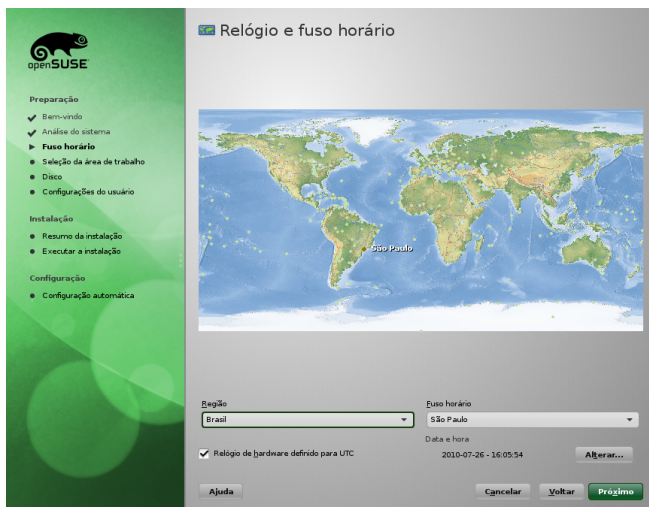 openSUSE
Preparação
Bem-vindo
Análise do sistema
Fuso horário
Seleção da área de trabalho
Disco
Configurações do usuário
Instalação
Resumo da instalação
Executar a instalação
Configuração
Configuração automática
Relógio e fuso horário
São Paulo
Região
Brasil
Fuso horário
São Paulo
Relógio de hardware definido para UTC
Data e hora
2010-07-26 - 16:05:54
Alterar...
Ajuda
Cancelar
Voltar
Próximo